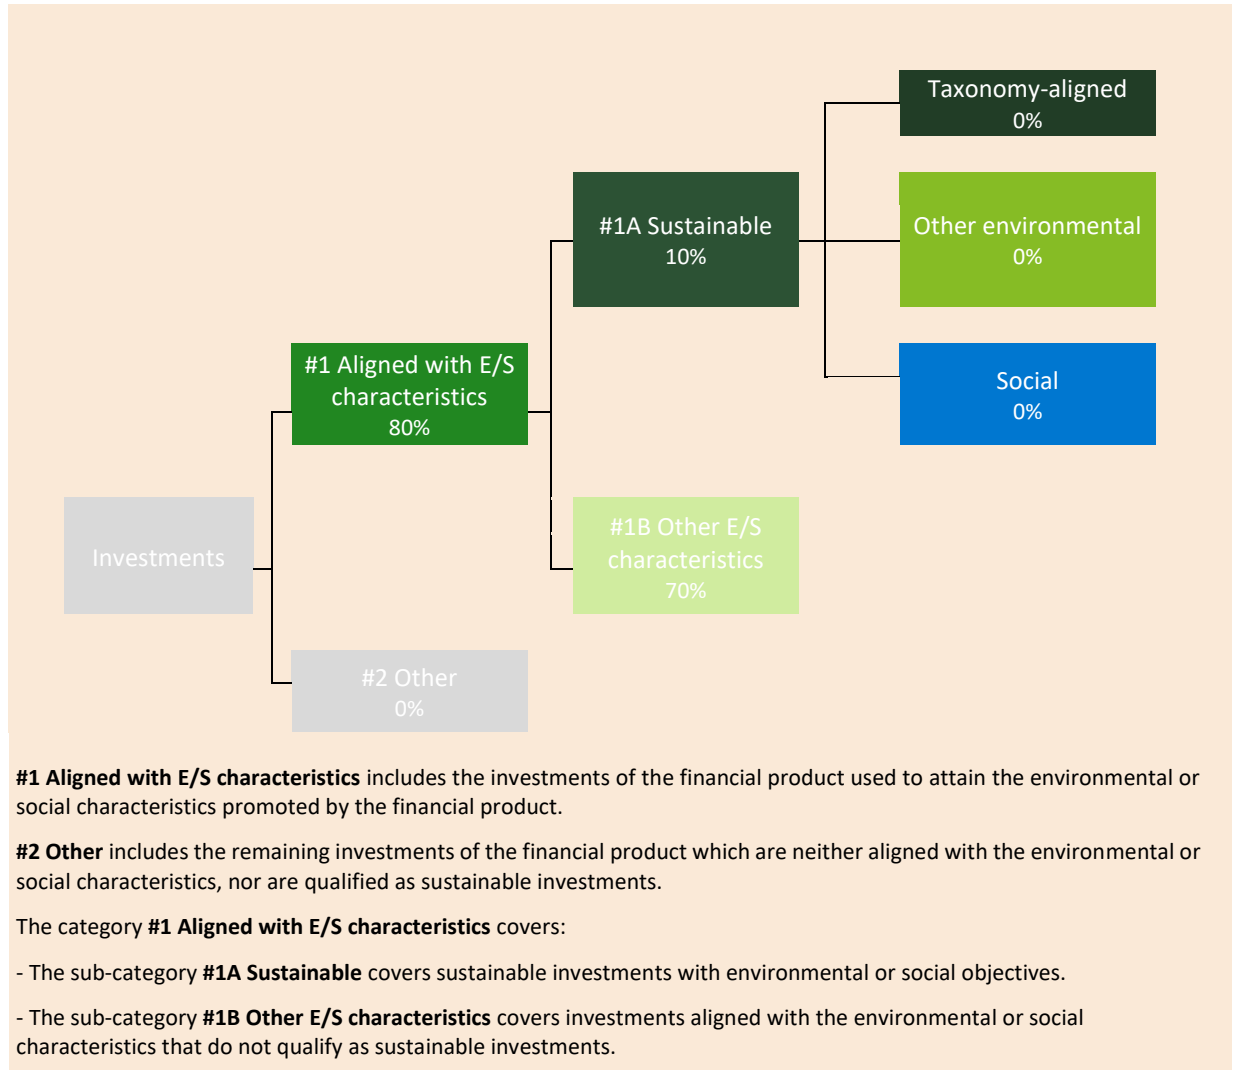 Taxonomy-aligned
0%
#1A Sustainable
10%
Other environmental
0%
#1 Aligned with E/S
characteristics
80%
Social
0%
Investments
#1B Other E/S
characteristics
70%
#2 Other
0%
#1 Aligned with E/S characteristics includes the investments of the financial product used to attain the environmental or
social characteristics promoted by the financial product.
#2 Other includes the remaining investments of the financial product which are neither aligned with the environmental or
social characteristics, nor are qualified as sustainable investments.
The category #1 Aligned with E/S characteristics covers:
- The sub-category #1A Sustainable covers sustainable investments with environmental or social objectives.
- The sub-category #1B Other E/S characteristics covers investments aligned with the environmental or social
characteristics that do not qualify as sustainable investments.